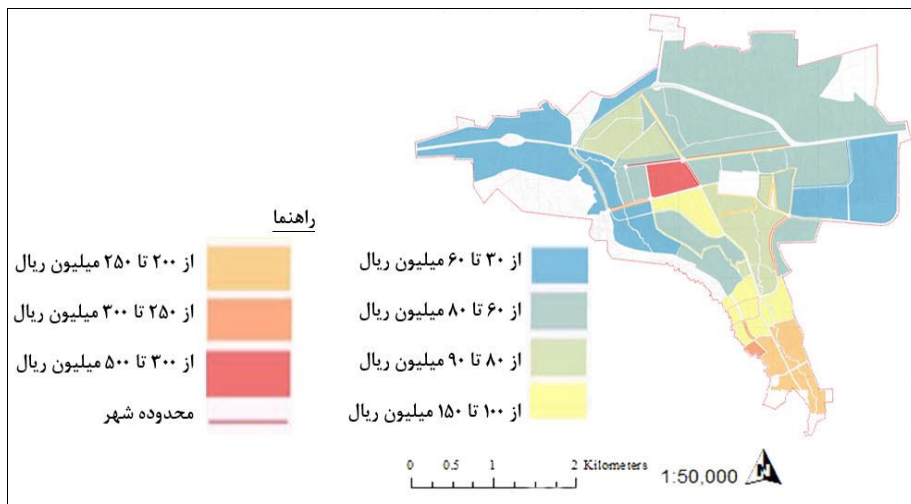 راهنما
از ۲۰۰ تا ۲۵۰ میلیون ریال
از ۲۵۰ تا ۳۰۰ میلیون ریال
از ۳۰۰ تا ۵۰۰ میلیون ریال
محدوده شهر
از ۳۰ تا ۶۰ میلیون ریال
از ۶۰ تا ۸۰ میلیون ریال
از ۸۰ تا ۹۰ میلیون ریال
از ۱۰۰ تا ۱۵۰ میلیون ریال
0 0.5 1 2 Kilometers
1:50,000
N